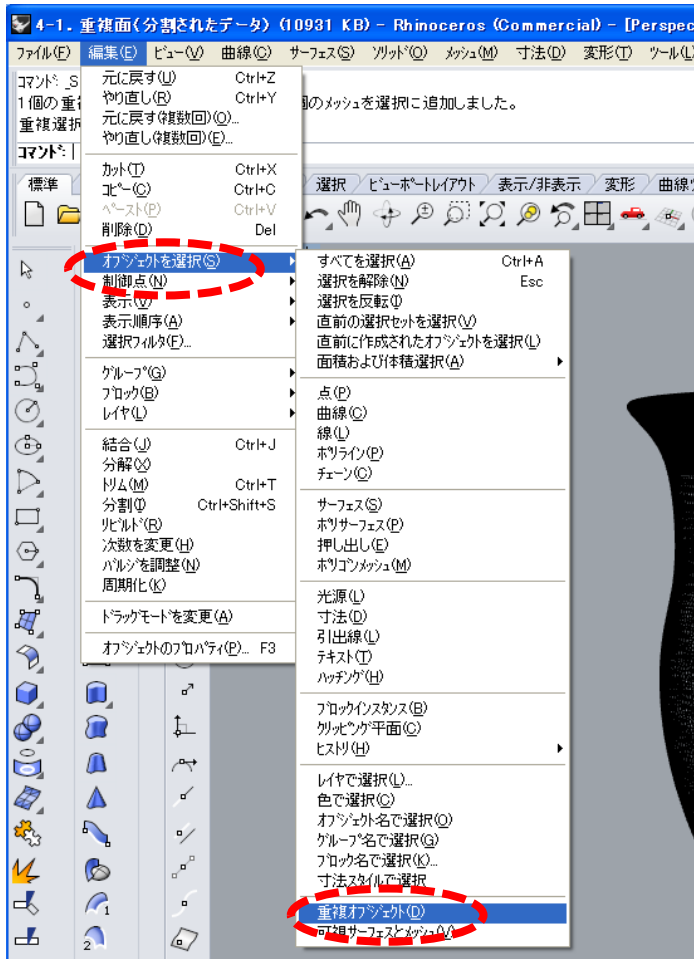 4-1. 重複面(分割されたデータ) (10931 KB) - Rhinoceros (Commercial) - [Perspec
ファイル(F) 編集(E) ビュー(V) 曲線(C) サーフェス(S) ソリッド(O) メッシュ(M) 寸法(D) 変形(T) ツール(L)
コマンド: _S
1個の重 個のメッシュを選択に追加しました。
重複選択
コマンド:
標準 選択 ビューポートレイアウト 表示/非表示 変形 曲線
元に戻す(U) Ctrl+Z
やり直し(R) Ctrl+Y
元に戻す(複数回)(O)...
やり直し(複数回)(E)...
カット(T) Ctrl+X
コピー(C) Ctrl+C
ペースト(P) Ctrl+V
削除(D) Del
オブジェクトを選択(S)
制御点(N)
表示(V)
表示順序(A)
選択フィルタ(F)...
グループ(G)
ブロック(B)
レイヤ(L)
結合(J) Ctrl+J
分解(X)
トリム(M) Ctrl+T
分割(I) Ctrl+Shift+S
リビルド(R)
次数を変更(H)
バルジを調整(N)
周期化(K)
ドラッグモードを変更(A)
オブジェクトのプロパティ(P)... F3
すべてを選択(A) Ctrl+A
選択を解除(N) Esc
選択を反転(I)
直前の選択セットを選択(V)
直前に作成されたオブジェクトを選択(L)
面積および体積選択(A)
点(P)
曲線(C)
線(L)
ポリライン(P)
チェーン(C)
サーフェス(S)
ポリサーフェス(P)
押し出し(E)
ポリゴンメッシュ(M)
光源(L)
寸法(D)
引出線(L)
テキスト(T)
ハッチング(H)
ブロックインスタンス(B)
クリッピング平面(C)
ヒストリ(H)
レイヤで選択(L)...
色で選択(C)
オブジェクト名で選択(O)
グループ名で選択(G)
ブロック名で選択(K)...
寸法スタイルで選択
重複オブジェクト(D)
可視サーフェスとメッシュ(V)